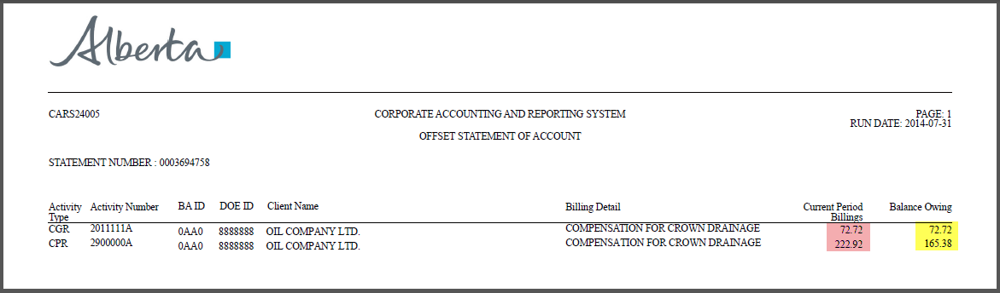 Alberta
CARS24005 CORPORATE ACCOUNTING AND REPORTING SYSTEM PAGE: 1
RUN DATE: 2014-07-31
OFFSET STATEMENT OF ACCOUNT
STATEMENT NUMBER : 0003694758
Activity Type Activity Number BA ID DOE ID Client Name Billing Detail Current Period Billings Balance Owing
CGR 2011111A 0AA0 8888888 OIL COMPANY LTD. COMPENSATION FOR CROWN DRAINAGE 72.72 72.72
CPR 2900000A 0AA0 8888888 OIL COMPANY LTD. COMPENSATION FOR CROWN DRAINAGE 222.92 165.38